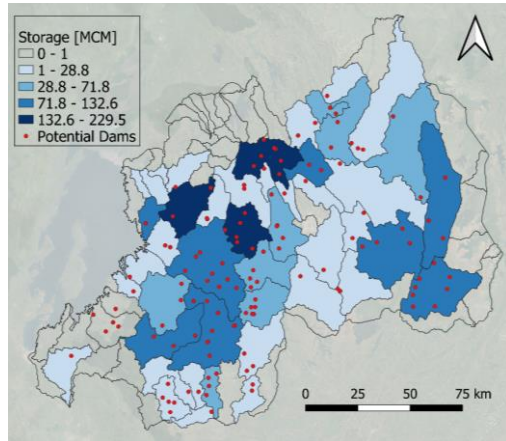 Storage [MCM]
0 - 1
1 - 28.8
28.8 - 71.8
71.8 - 132.6
132.6 - 229.5
Potential Dams
0 25 50 75 km